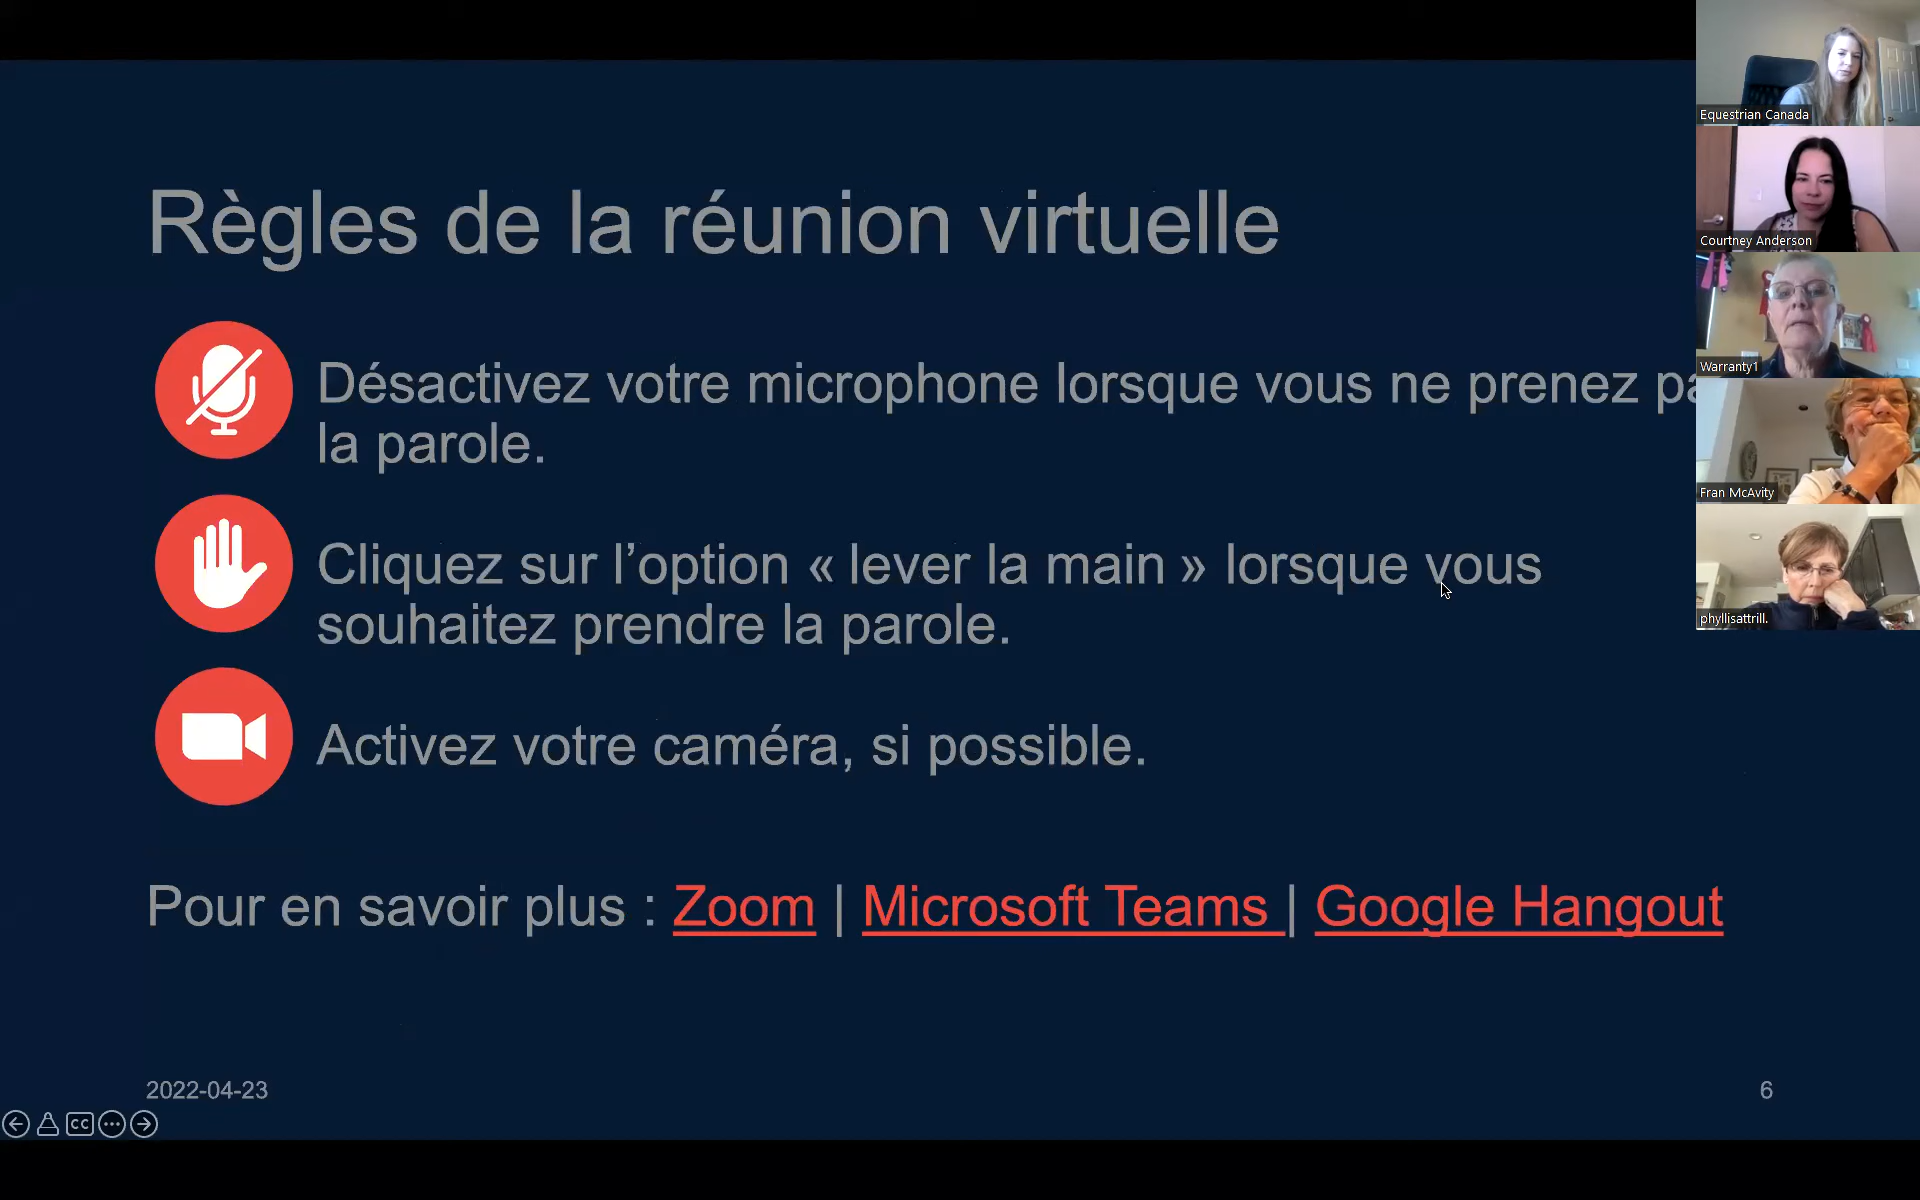 Règles de la réunion virtuelle
Désactivez votre microphone lorsque vous ne prenez
la parole.
Cliquez sur l’option « lever la main » lorsque vous
souhaitez prendre la parole.
Activez votre caméra, si possible.
Pour en savoir plus : Zoom | Microsoft Teams | Google Hangout
2022-04-23
6
CC
Equestrian Canada
Courtney Anderson
Warranty1
Fran McAvity
phyllisattrill.